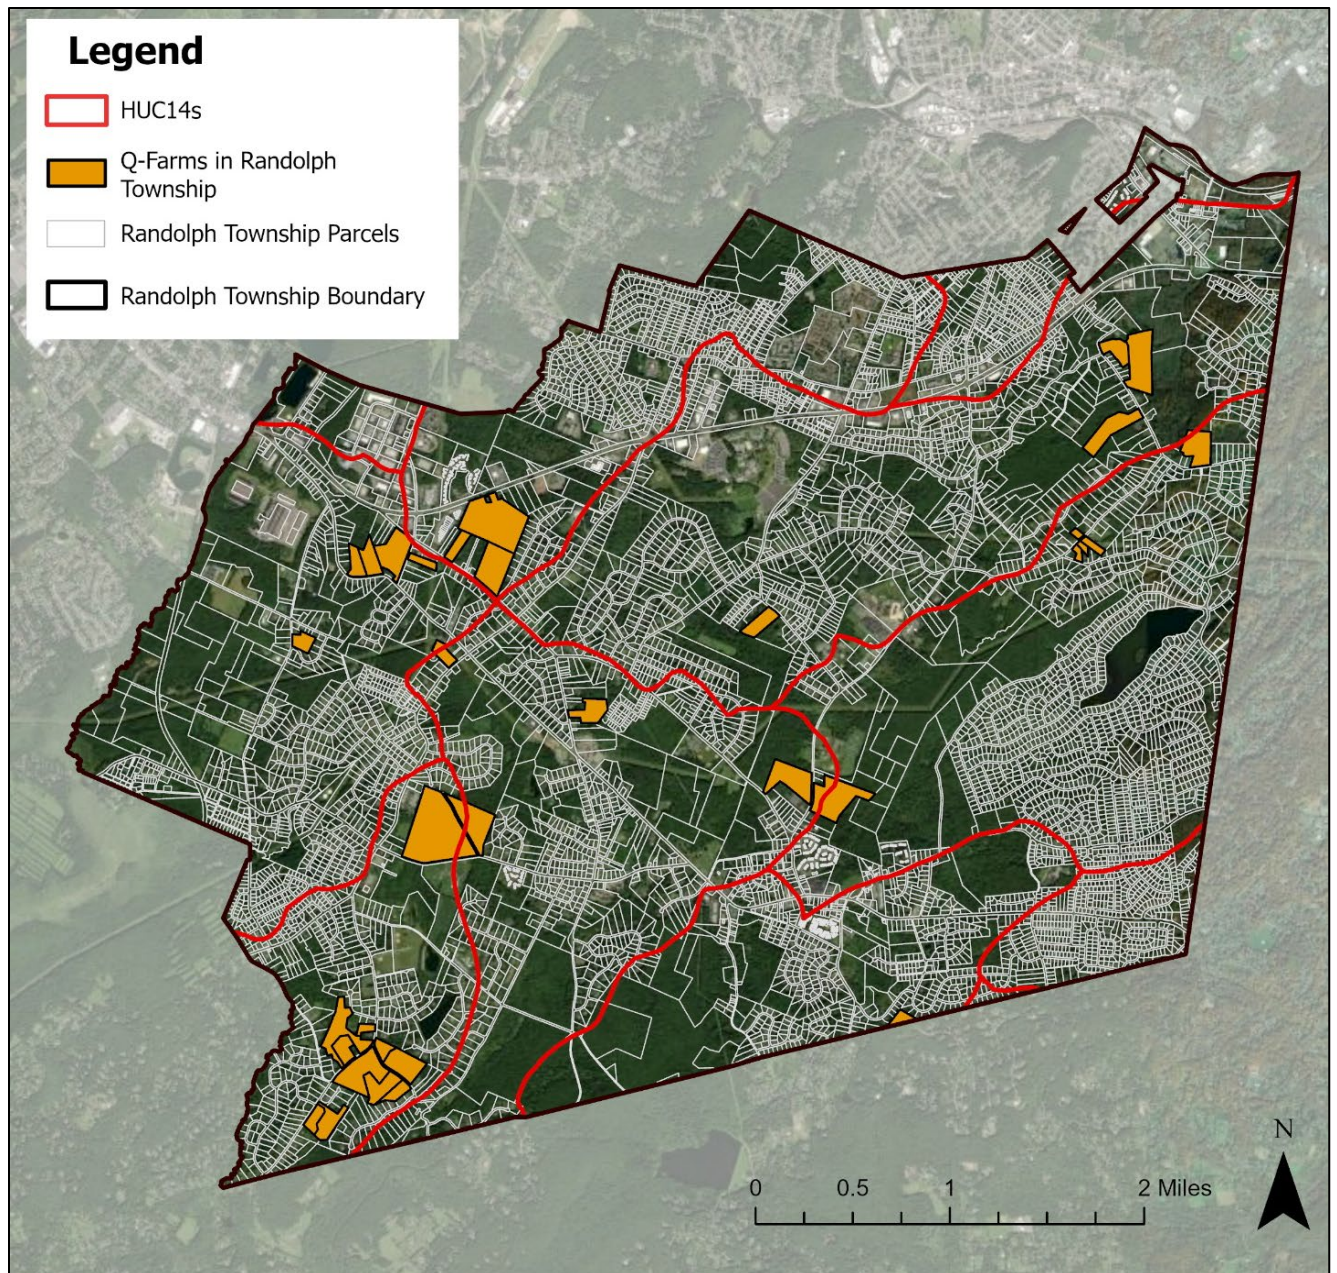 Legend
HUC14s
Q-Farms in Randolph
Township
Randolph Township Parcels
Randolph Township Boundary
N
0 0.5 1 2 Miles